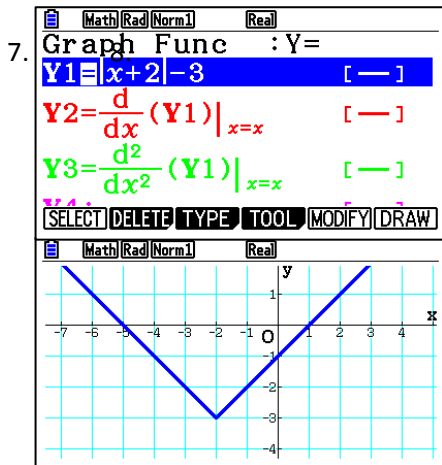 7.
8.
Math Rad Norm1 Real
Graph Func :Y=
Y1=|x+2|-3 [—]
Y2=d/dx(Y1)|x=x [—]
Y3=d²/dx²(Y1)|x=x [—]
SELECT DELETE TYPE TOOL MODIFY DRAW
Math Rad Norm1 Real
y
1
x
-7 -6 -5 -4 -3 -2 -1 O 1 2 3 4
-1
-2
-3
-4